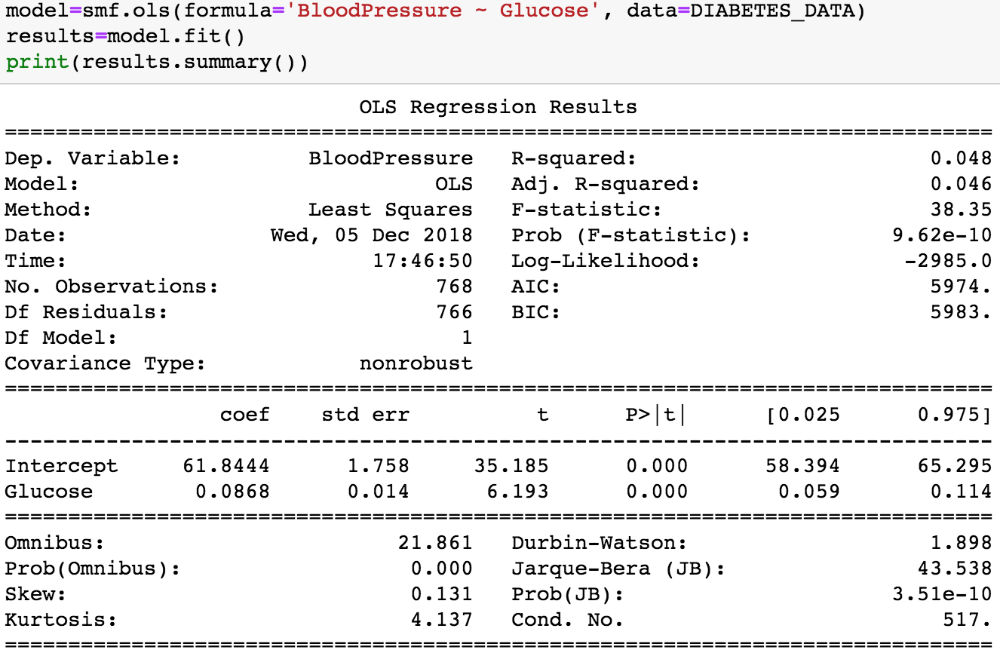 model=smf.ols(formula='BloodPressure ~ Glucose', data=DIABETES_DATA)
results=model.fit()
print(results.summary())
OLS Regression Results
==============================================================================
Dep. Variable:          BloodPressure   R-squared:                       0.048
Model:                            OLS   Adj. R-squared:                  0.046
Method:                 Least Squares   F-statistic:                     38.35
Date:                Wed, 05 Dec 2018   Prob (F-statistic):           9.62e-10
Time:                        17:46:50   Log-Likelihood:                -2985.0
No. Observations:                 768   AIC:                             5974.
Df Residuals:                     766   BIC:                             5983.
Df Model:                           1
Covariance Type:            nonrobust
==============================================================================
                 coef    std err          t      P>|t|      [0.025      0.975]
------------------------------------------------------------------------------
Intercept     61.8444      1.758     35.185      0.000      58.394      65.295
Glucose        0.0868      0.014      6.193      0.000       0.059       0.114
==============================================================================
Omnibus:                       21.861   Durbin-Watson:                   1.898
Prob(Omnibus):                  0.000   Jarque-Bera (JB):               43.538
Skew:                           0.131   Prob(JB):                     3.51e-10
Kurtosis:                       4.137   Cond. No.                         517.
==============================================================================